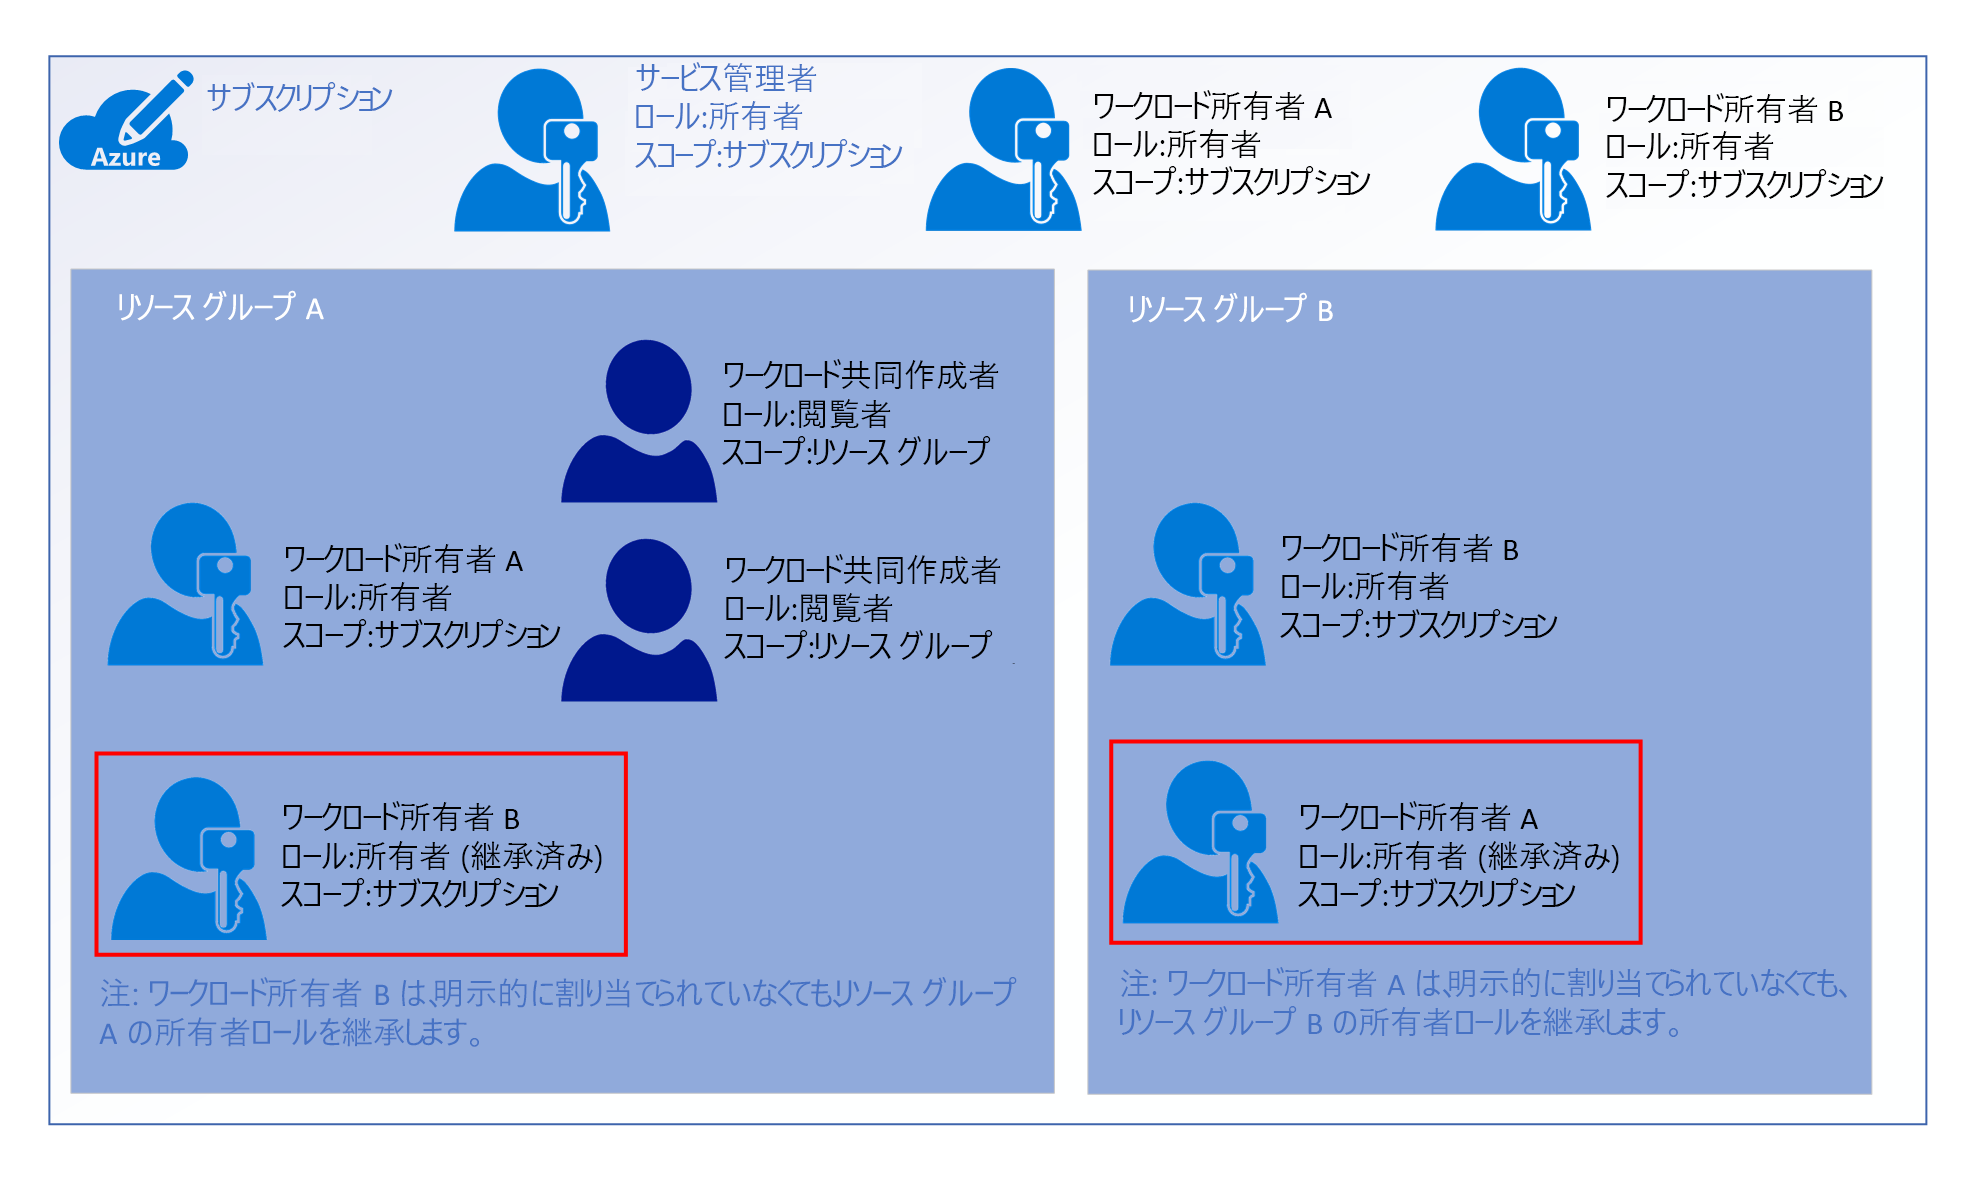 Azure
サブスクリプション
サービス管理者
ロール:所有者
スコープ:サブスクリプション
ワークロード所有者 A
ロール:所有者
スコープ:サブスクリプション
ワークロード所有者 B
ロール:所有者
スコープ:サブスクリプション
リソース グループ A
ワークロード共同作成者
ロール:閲覧者
スコープ:リソース グループ
ワークロード所有者 A
ロール:所有者
スコープ:サブスクリプション
ワークロード共同作成者
ロール:閲覧者
スコープ:リソース グループ
ワークロード所有者 B
ロール:所有者 (継承済み)
スコープ:サブスクリプション
注: ワークロード所有者 B は、明示的に割り当てられていなくても、リソース グループ
A の所有者ロールを継承します。
リソース グループ B
ワークロード所有者 B
ロール:所有者
スコープ:サブスクリプション
ワークロード所有者 A
ロール:所有者 (継承済み)
スコープ:サブスクリプション
注: ワークロード所有者 A は、明示的に割り当てられていなくても、
リソース グループ B の所有者ロールを継承します。